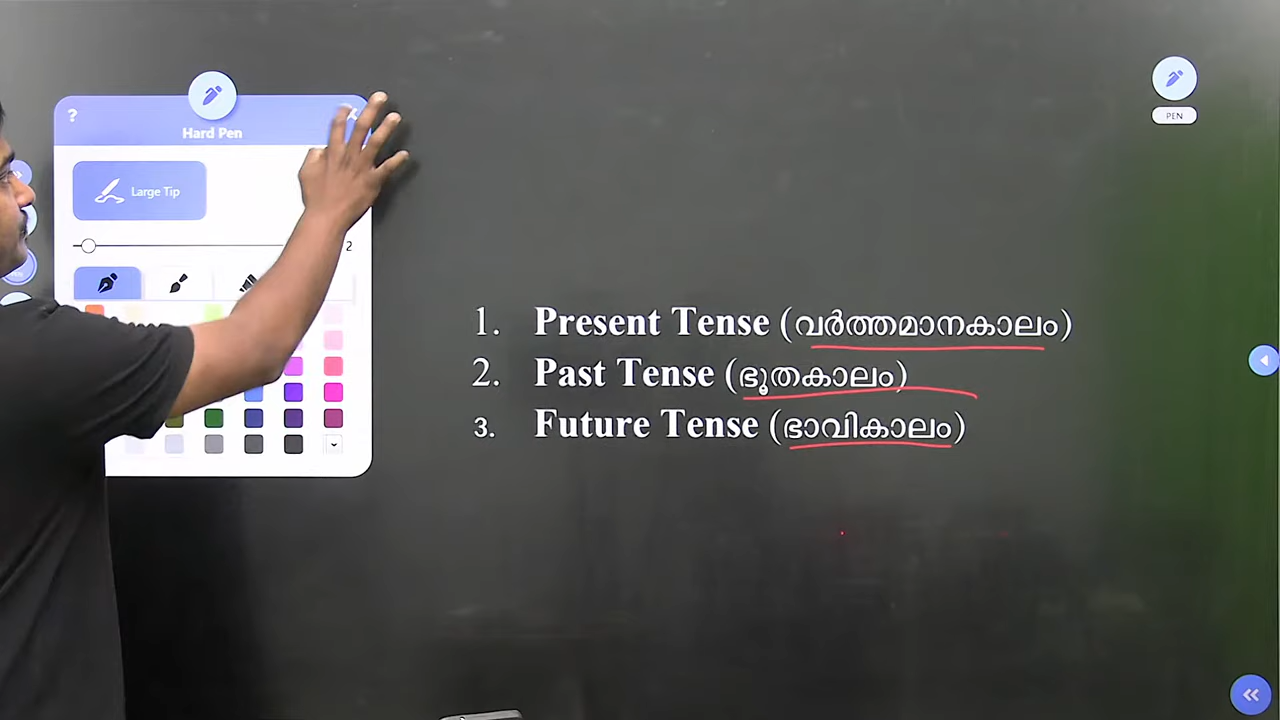 ?
Hard Pen
Large Tip
2
PEN
1. Present Tense (വർത്തമാനകാലം)
2. Past Tense (ഭൂതകാലം)
3. Future Tense (ഭാവികാലം)